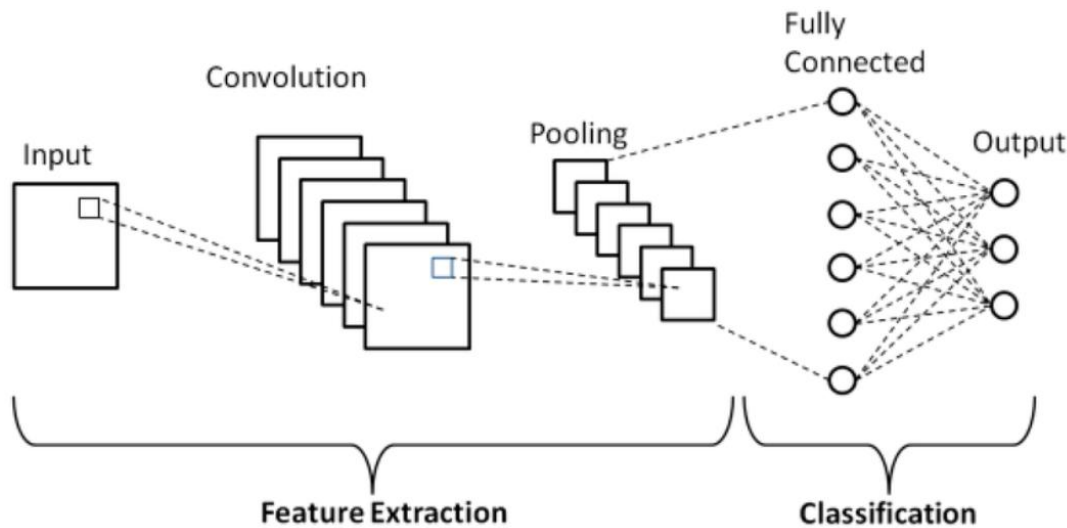 Fully
Connected
Convolution
Pooling
Output
Input
Feature Extraction
Classification